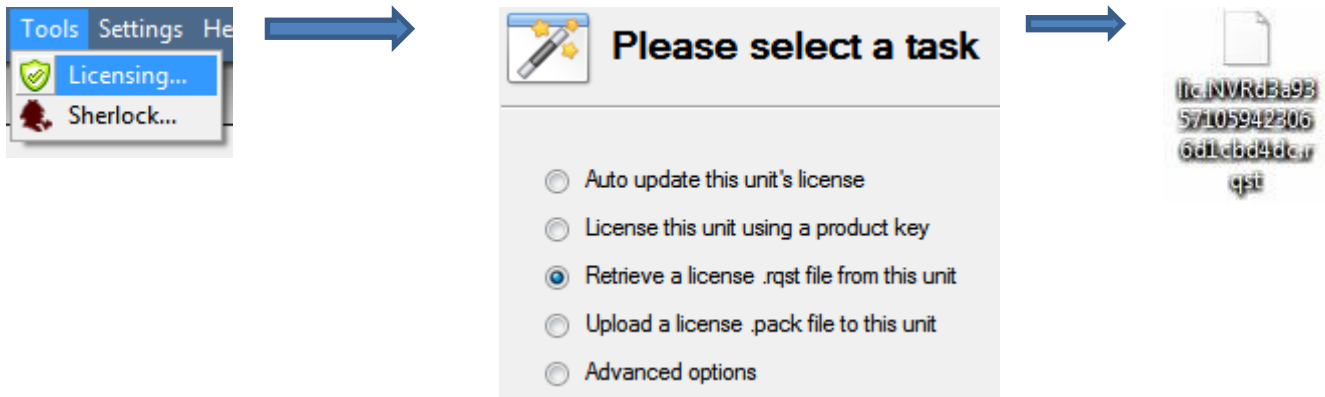 Tools Settings He
Licensing...
Sherlock...
Please select a task
Auto update this unit's license
License this unit using a product key
Retrieve a license .rqst file from this unit
Upload a license .pack file to this unit
Advanced options
lic.NVRd3a93
57105942306
6d1cbd4dc.r
qst